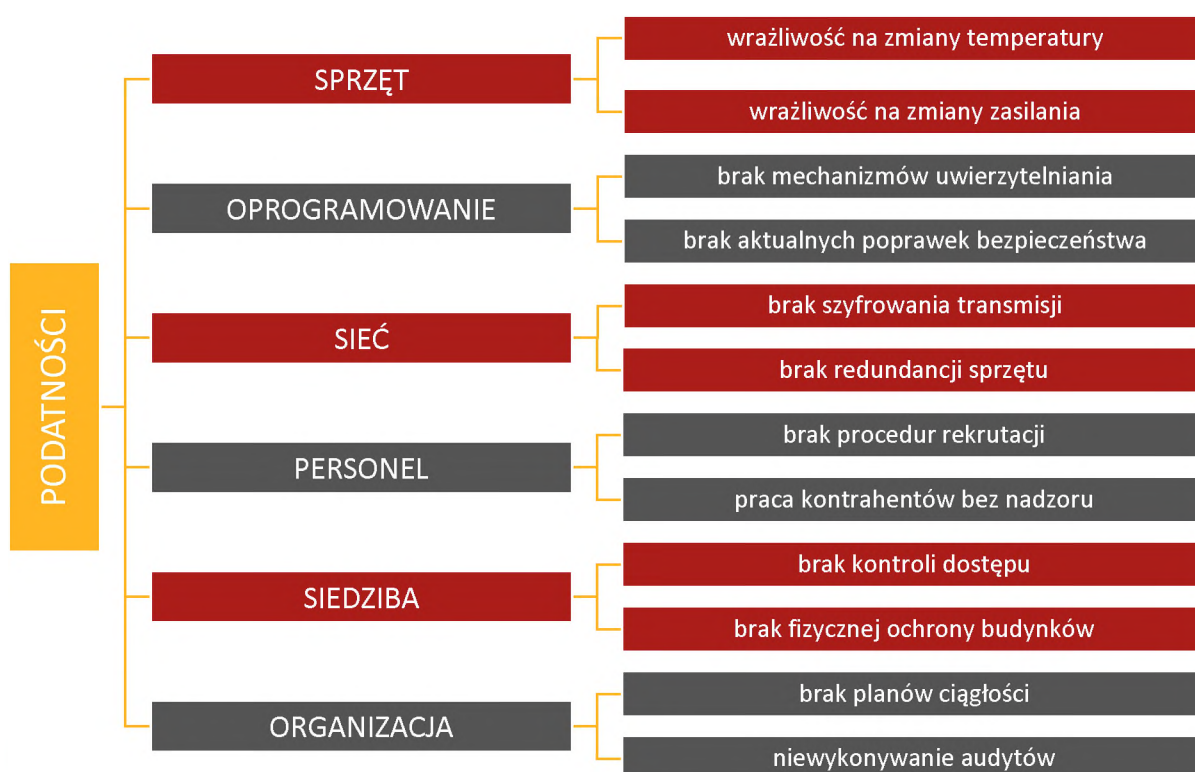 PODATNOŚCI
SPRZĘT
wrażliwość na zmiany temperatury
wrażliwość na zmiany zasilania
OPROGRAMOWANIE
brak mechanizmów uwierzytelniania
brak aktualnych poprawek bezpieczeństwa
SIEĆ
brak szyfrowania transmisji
brak redundancji sprzętu
PERSONEL
brak procedur rekrutacji
praca kontrahentów bez nadzoru
SIEDZIBA
brak kontroli dostępu
brak fizycznej ochrony budynków
ORGANIZACJA
brak planów ciągłości
niewykonywanie audytów